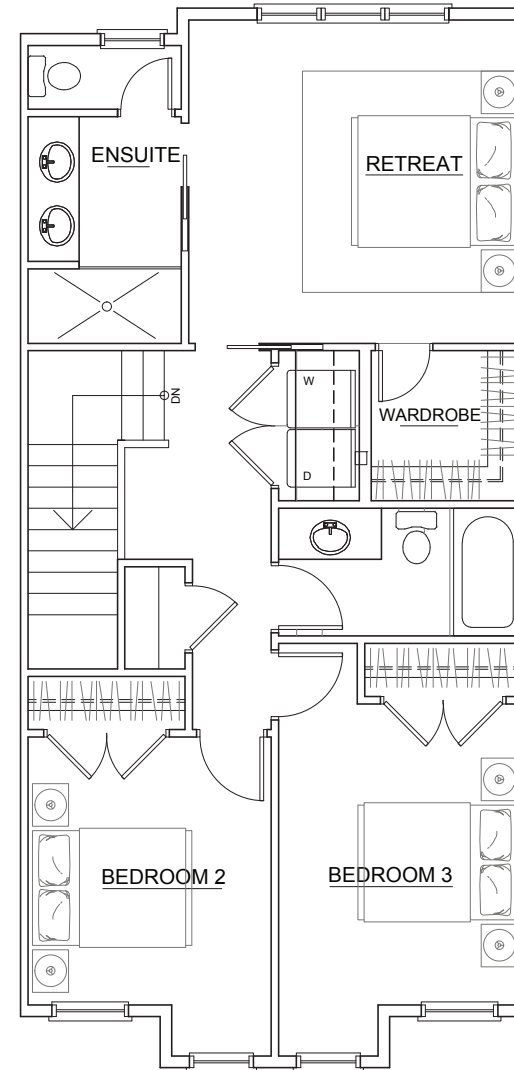 ENSUITE
RETREAT
W
DN
WARDROBE
D
BEDROOM 2
BEDROOM 3